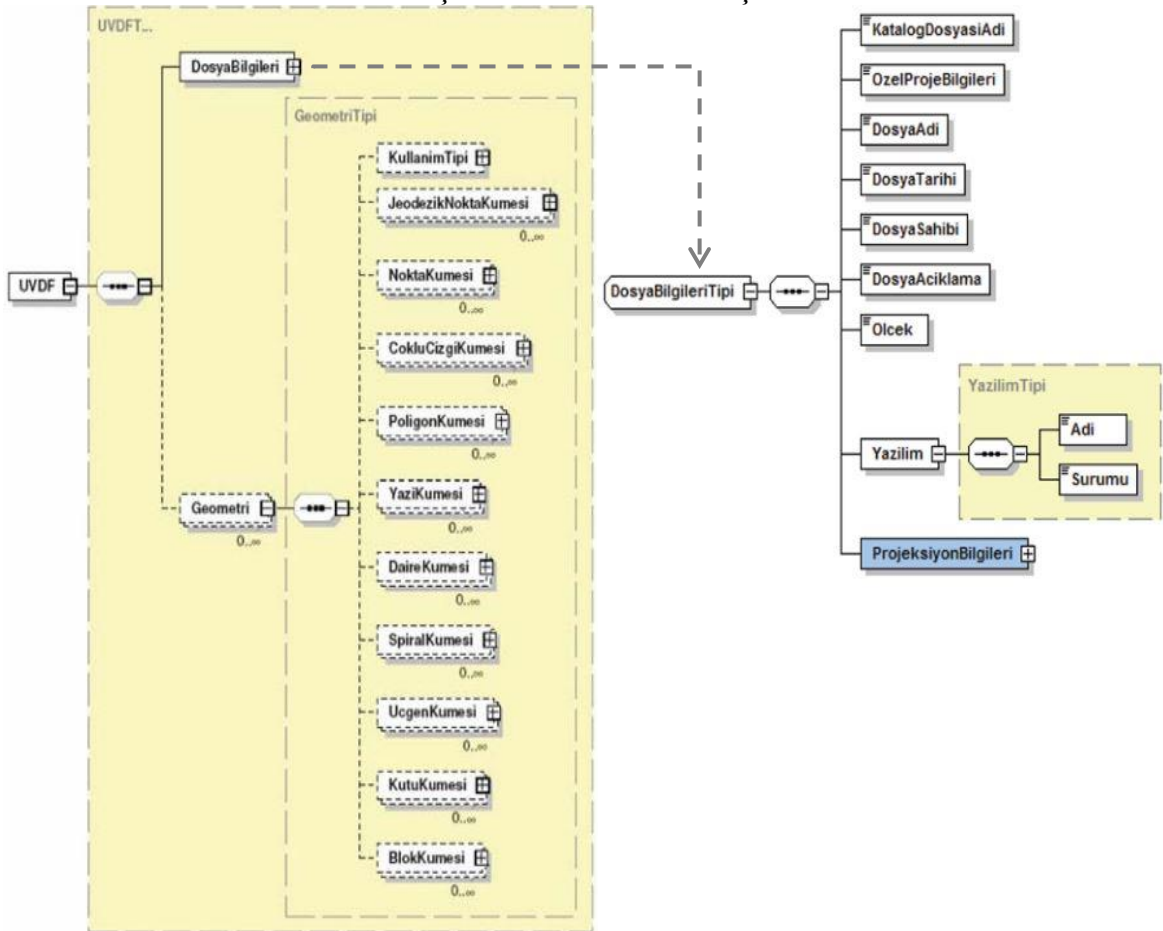 UVDFT...
DosyaBilgileri
GeometriTipi
KullanimTipi
JeodezikNoktaKumesi
0..∞
NoktaKumesi
0..∞
CokluCizgiKumesi
0..∞
PoligonKumesi
0..∞
YaziKumesi
0..∞
DaireKumesi
0..∞
SpiralKumesi
0..∞
UcgenKumesi
0..∞
KutuKumesi
0..∞
BlokKumesi
0..∞
UVDF
Geometri
0..∞
DosyaBilgileriTipi
KatalogDosyasiAdi
OzelProjeBilgileri
DosyaAdi
DosyaTarihi
DosyaSahibi
DosyaAciklama
Olcek
YazilimTipi
Yazilim
Adi
Surumu
ProjeksiyonBilgileri